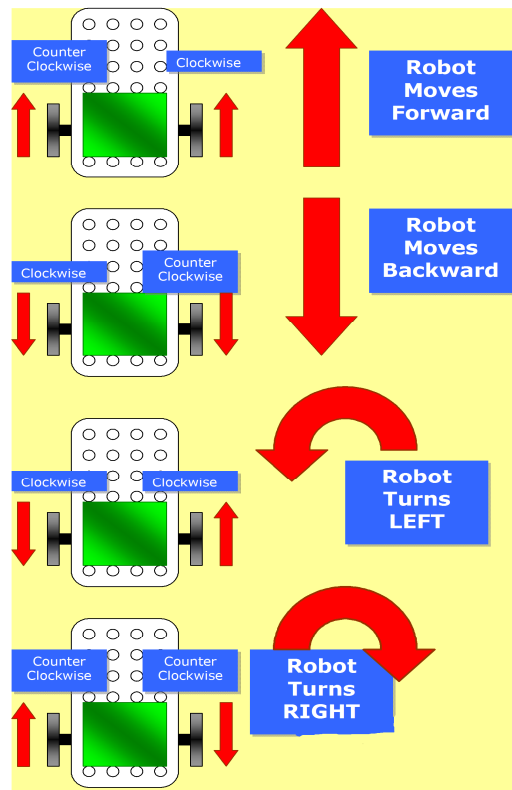 Counter
Clockwise
Clockwise
Robot
Moves
Forward
Clockwise
Counter
Clockwise
Robot
Moves
Backward
Clockwise
Clockwise
Robot
Turns
LEFT
Counter
Clockwise
Counter
Clockwise
Robot
Turns
RIGHT